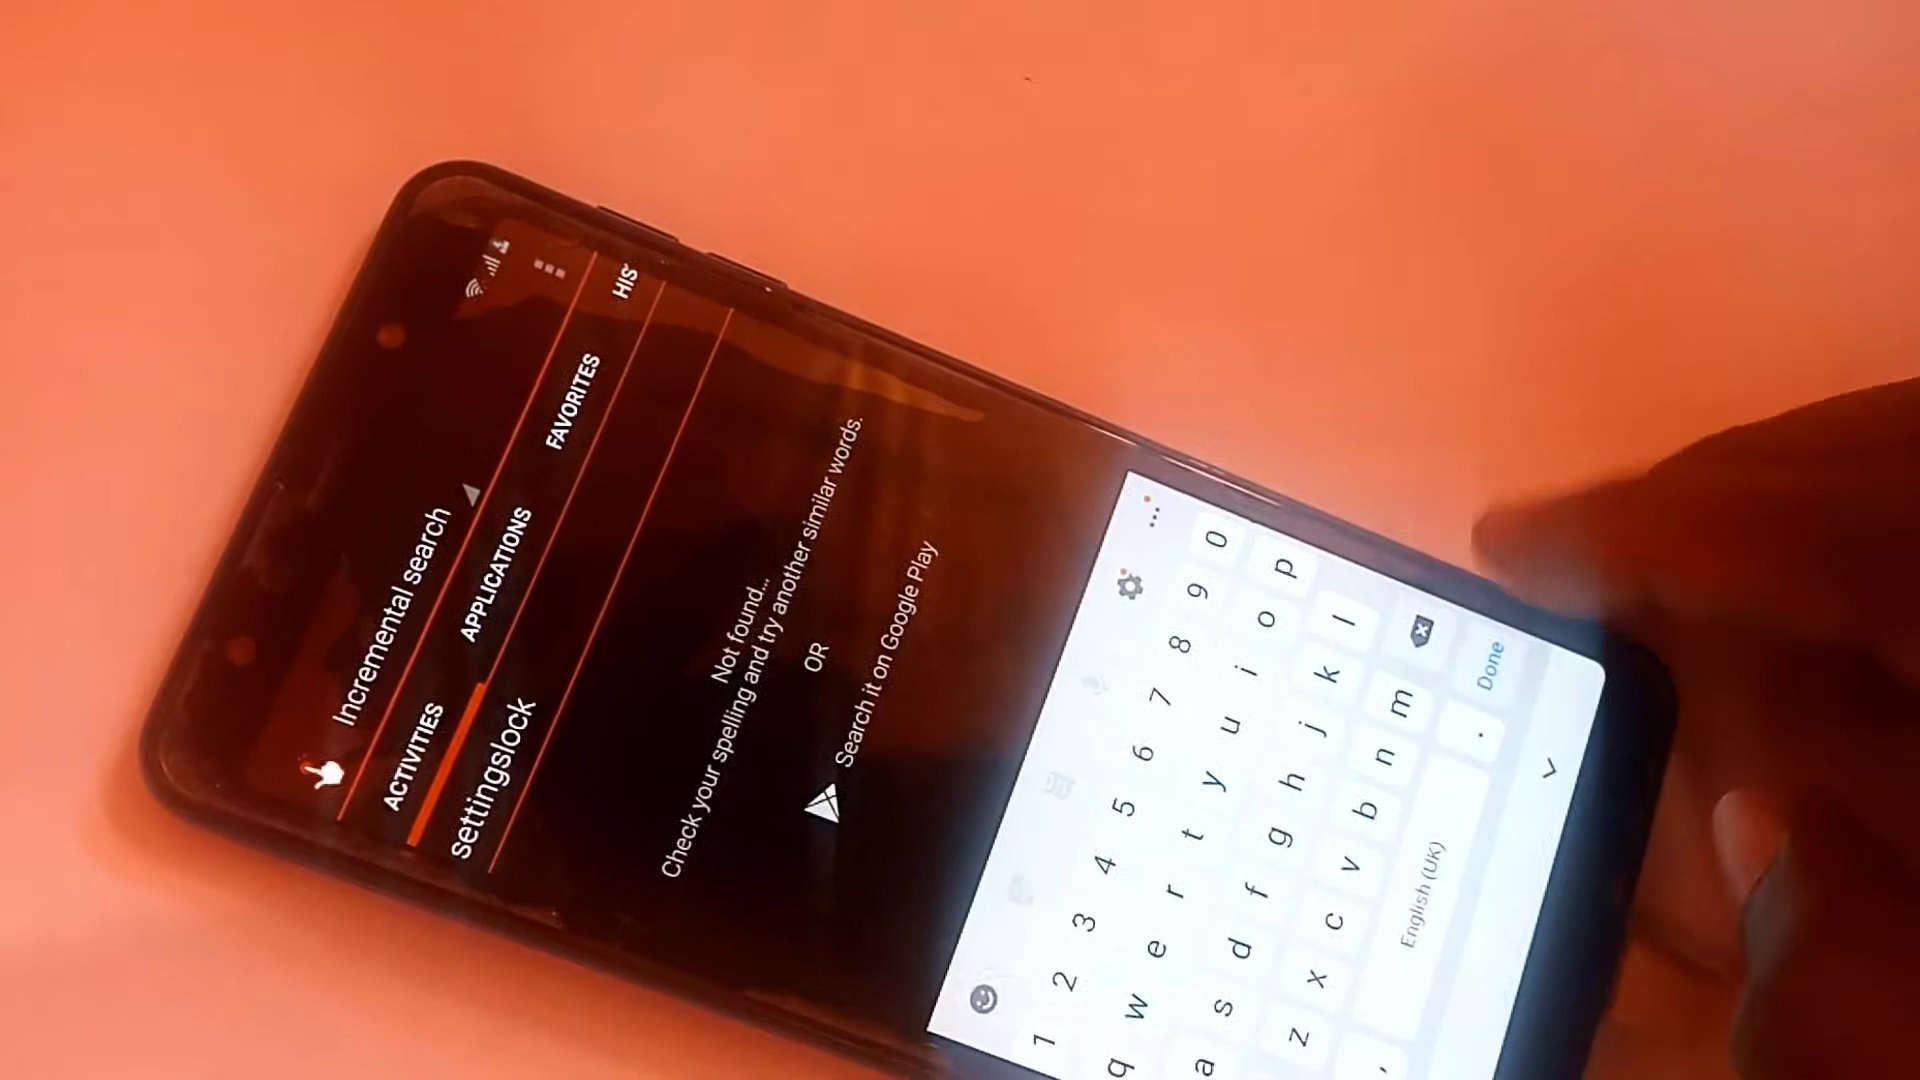 Incremental search
ACTIVITIES APPLICATIONS FAVORITES HIS
settingslock
Not found...
Check your spelling and try another similar words.
OR
Search it on Google Play
1 2 3 4 5 6 7 8 9 0
q w e r t y u i o p
a s d f g h j k l
z x c v b n m
, English (UK) . Done